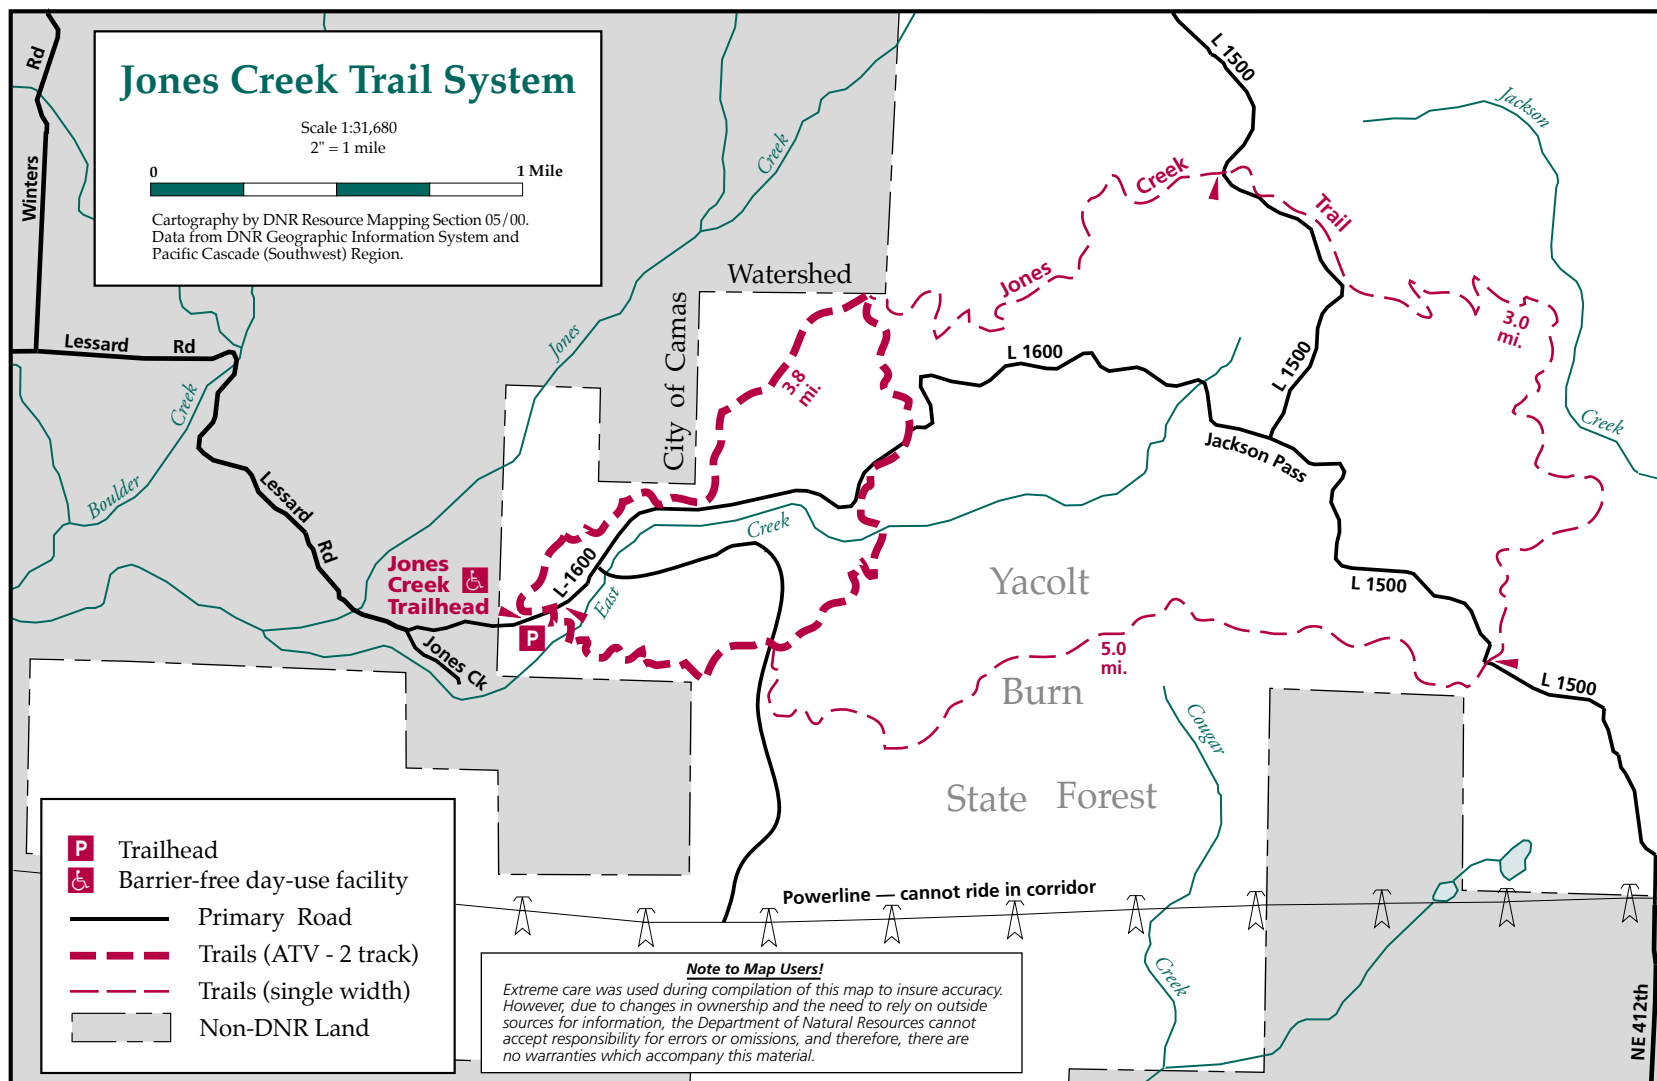 Jones Creek Trail System
Scale 1:31,680
2" = 1 mile
0
1 Mile
Cartography by DNR Resource Mapping Section 05/00.
Data from DNR Geographic Information System and
Pacific Cascade (Southwest) Region.
Rd
Winters
Lessard Rd
Creek
Boulder
Lessard
Rd
Jones
Creek
Watershed
City of Camas
3.8
mi.
Jones
Creek
Trail
L 1500
Jackson
Creek
3.0
mi.
L 1600
L 1500
Jackson Pass
Creek
East
L-1600
Jones
Creek
Trailhead
P
Jones Ck
Yacolt
Burn
State Forest
L 1500
5.0
mi.
L 1500
Cougar
Creek
Powerline — cannot ride in corridor
NE 412th
P Trailhead
Barrier-free day-use facility
Primary Road
Trails (ATV - 2 track)
Trails (single width)
Non-DNR Land
Note to Map Users!
Extreme care was used during compilation of this map to insure accuracy.
However, due to changes in ownership and the need to rely on outside
sources for information, the Department of Natural Resources cannot
accept responsibility for errors or omissions, and therefore, there are
no warranties which accompany this material.